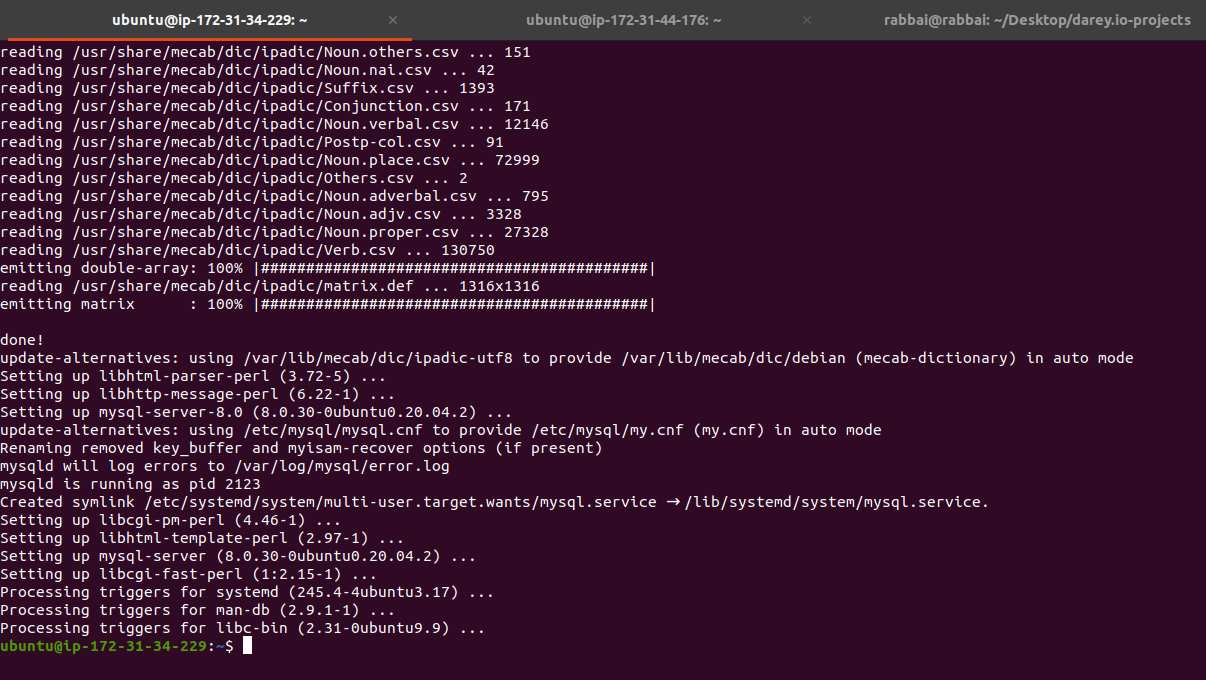 ubuntu@ip-172-31-34-229: ~ × ubuntu@ip-172-31-44-176: ~ × rabbai@rabbai: ~/Desktop/darey.io-projects
reading /usr/share/mecab/dic/ipadic/Noun.others.csv ... 151
reading /usr/share/mecab/dic/ipadic/Noun.nai.csv ... 42
reading /usr/share/mecab/dic/ipadic/Suffix.csv ... 1393
reading /usr/share/mecab/dic/ipadic/Conjunction.csv ... 171
reading /usr/share/mecab/dic/ipadic/Noun.verbal.csv ... 12146
reading /usr/share/mecab/dic/ipadic/Postp-col.csv ... 91
reading /usr/share/mecab/dic/ipadic/Noun.place.csv ... 72999
reading /usr/share/mecab/dic/ipadic/Others.csv ... 2
reading /usr/share/mecab/dic/ipadic/Noun.adverbal.csv ... 795
reading /usr/share/mecab/dic/ipadic/Noun.adjv.csv ... 3328
reading /usr/share/mecab/dic/ipadic/Noun.proper.csv ... 27328
reading /usr/share/mecab/dic/ipadic/Verb.csv ... 130750
emitting double-array: 100% |###########################################|
reading /usr/share/mecab/dic/ipadic/matrix.def ... 1316x1316
emitting matrix      : 100% |###########################################|
done!
update-alternatives: using /var/lib/mecab/dic/ipadic-utf8 to provide /var/lib/mecab/dic/debian (mecab-dictionary) in auto mode
Setting up libhtml-parser-perl (3.72-5) ...
Setting up libhttp-message-perl (6.22-1) ...
Setting up mysql-server-8.0 (8.0.30-0ubuntu0.20.04.2) ...
update-alternatives: using /etc/mysql/mysql.cnf to provide /etc/mysql/my.cnf (my.cnf) in auto mode
Renaming removed key_buffer and myisam-recover options (if present)
mysqld will log errors to /var/log/mysql/error.log
mysqld is running as pid 2123
Created symlink /etc/systemd/system/multi-user.target.wants/mysql.service → /lib/systemd/system/mysql.service.
Setting up libcgi-pm-perl (4.46-1) ...
Setting up libhtml-template-perl (2.97-1) ...
Setting up mysql-server (8.0.30-0ubuntu0.20.04.2) ...
Setting up libcgi-fast-perl (1:2.15-1) ...
Processing triggers for systemd (245.4-4ubuntu3.17) ...
Processing triggers for man-db (2.9.1-1) ...
Processing triggers for libc-bin (2.31-0ubuntu9.9) ...
ubuntu@ip-172-31-34-229:~$